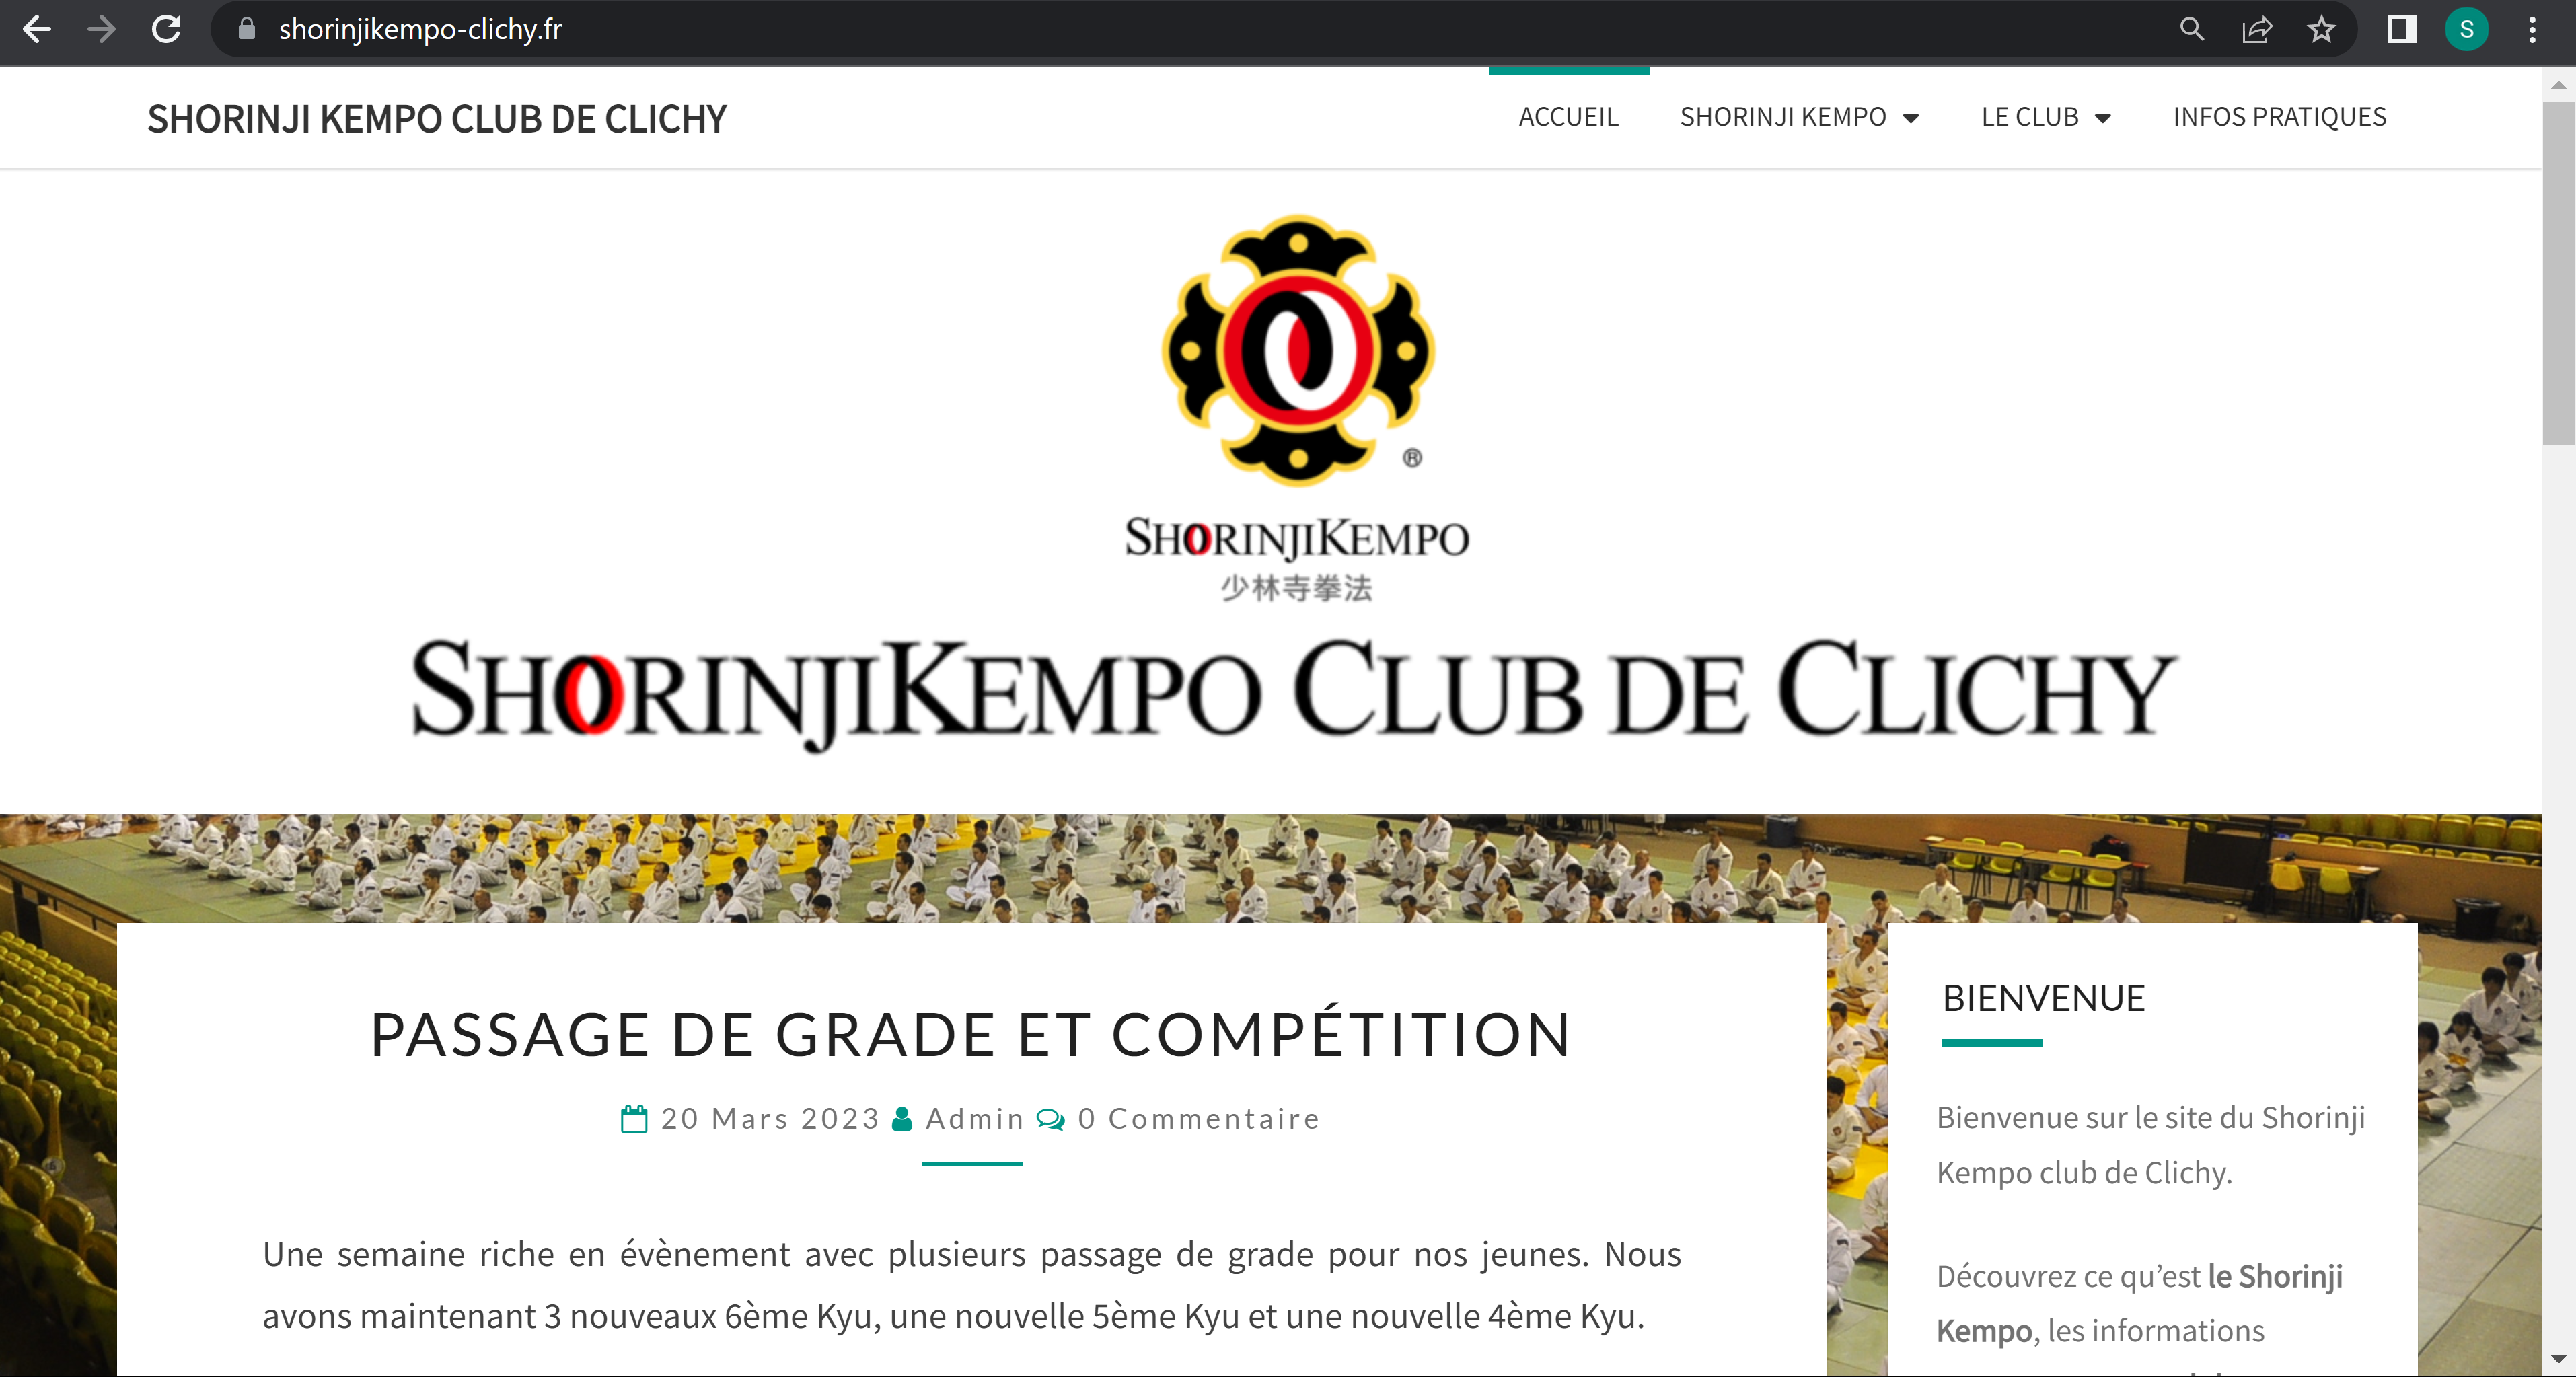 shorinjikempo-clichy.fr
S
SHORINJI KEMPO CLUB DE CLICHY
ACCUEIL
SHORINJI KEMPO
LE CLUB
INFOS PRATIQUES
®
SHORINJIKEMPO
少林寺拳法
SHORINJIKEMPO CLUB DE CLICHY
PASSAGE DE GRADE ET COMPÉTITION
20 Mars 2023 Admin 0 Commentaire
Une semaine riche en évènement avec plusieurs passage de grade pour nos jeunes. Nous
avons maintenant 3 nouveaux 6ème Kyu, une nouvelle 5ème Kyu et une nouvelle 4ème Kyu.
BIENVENUE
Bienvenue sur le site du Shorinji
Kempo club de Clichy.
Découvrez ce qu’est le Shorinji
Kempo, les informations